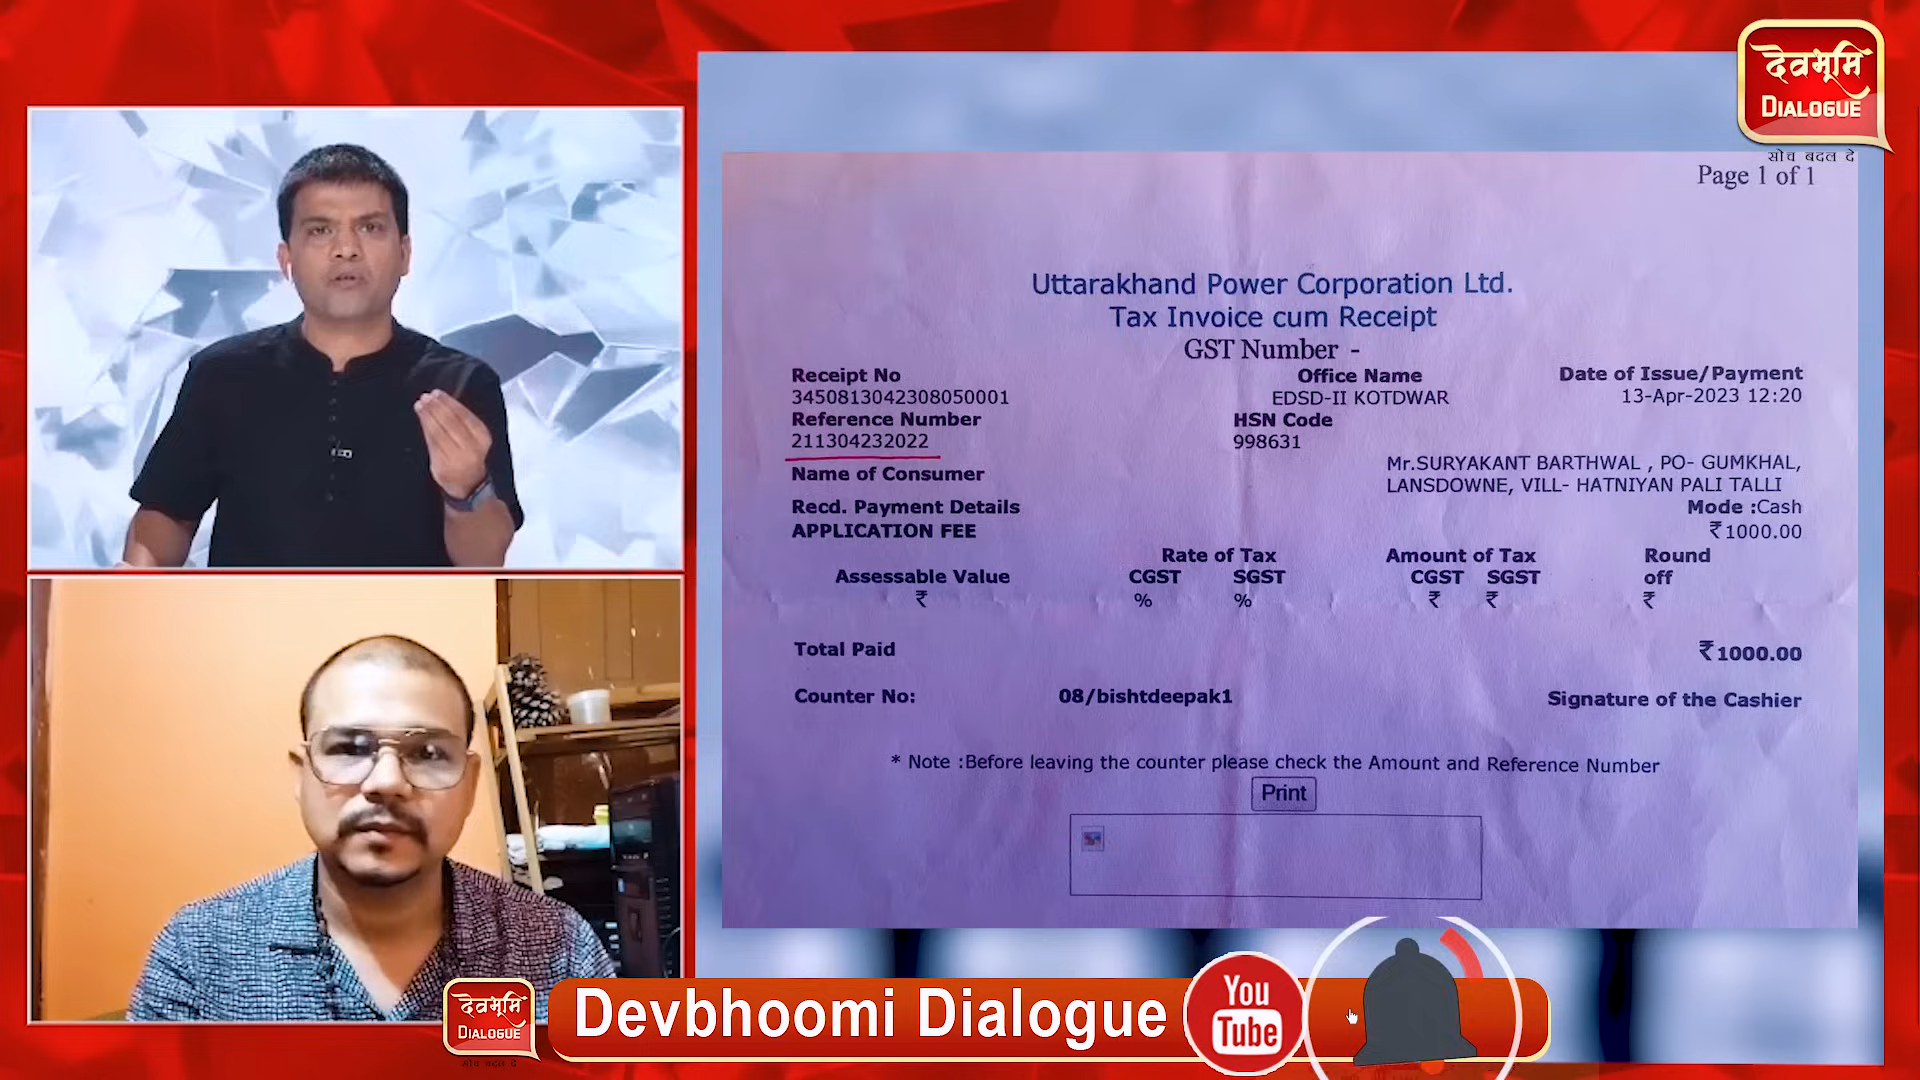 देवभूमि
DIALOGUE
सोच बदल दे
Page 1 of 1
Uttarakhand Power Corporation Ltd.
Tax Invoice cum Receipt
GST Number -
Receipt No Office Name Date of Issue/Payment
3450813042308050001 EDSD-II KOTDWAR 13-Apr-2023 12:20
Reference Number HSN Code
211304232022 998631
Name of Consumer Mr.SURYAKANT BARTHWAL , PO- GUMKHAL,
LANSDOWNE, VILL- HATNIYAN PALI TALLI
Recd. Payment Details Mode :Cash
APPLICATION FEE ₹1000.00
Rate of Tax Amount of Tax Round
Assessable Value CGST SGST CGST SGST off
₹ % % ₹ ₹ ₹
Total Paid ₹1000.00
Counter No: 08/bishtdeepak1 Signature of the Cashier
* Note :Before leaving the counter please check the Amount and Reference Number
Print
देवभूमि
DIALOGUE
सोच बदल दे
Devbhoomi Dialogue
You
Tube